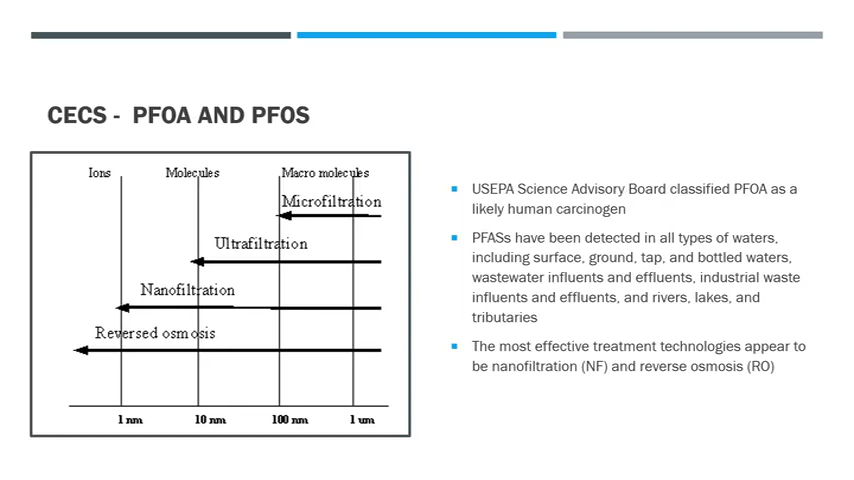 CECS - PFOA AND PFOS
Ions Molecules Macro molecules
Microfiltration
Ultrafiltration
Nanofiltration
Reversed osmosis
1 nm 10 nm 100 nm 1 um
USEPA Science Advisory Board classified PFOA as a
likely human carcinogen
PFASs have been detected in all types of waters,
including surface, ground, tap, and bottled waters,
wastewater influents and effluents, industrial waste
influents and effluents, and rivers, lakes, and
tributaries
The most effective treatment technologies appear to
be nanofiltration (NF) and reverse osmosis (RO)